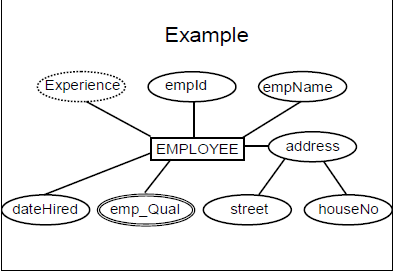 Example
Experience
empId
empName
EMPLOYEE
address
dateHired
emp_Qual
street
houseNo